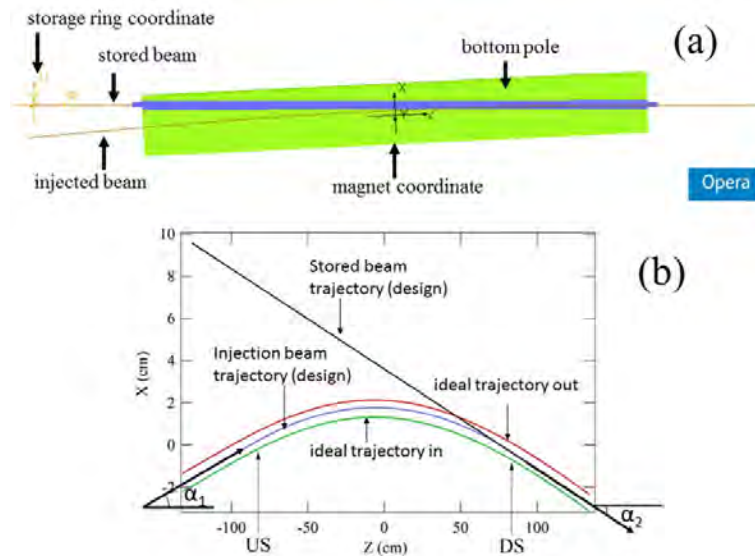 storage ring coordinate
stored beam
bottom pole
(a)
X
Y
Z
injected beam
magnet coordinate
Opera
(b)
10
8
6
4
2
0
-2
X (cm)
Stored beam
trajectory (design)
Injection beam
trajectory (design)
ideal trajectory out
ideal trajectory in
α1
α2
-100
-50
0
50
100
US
Z (cm)
DS